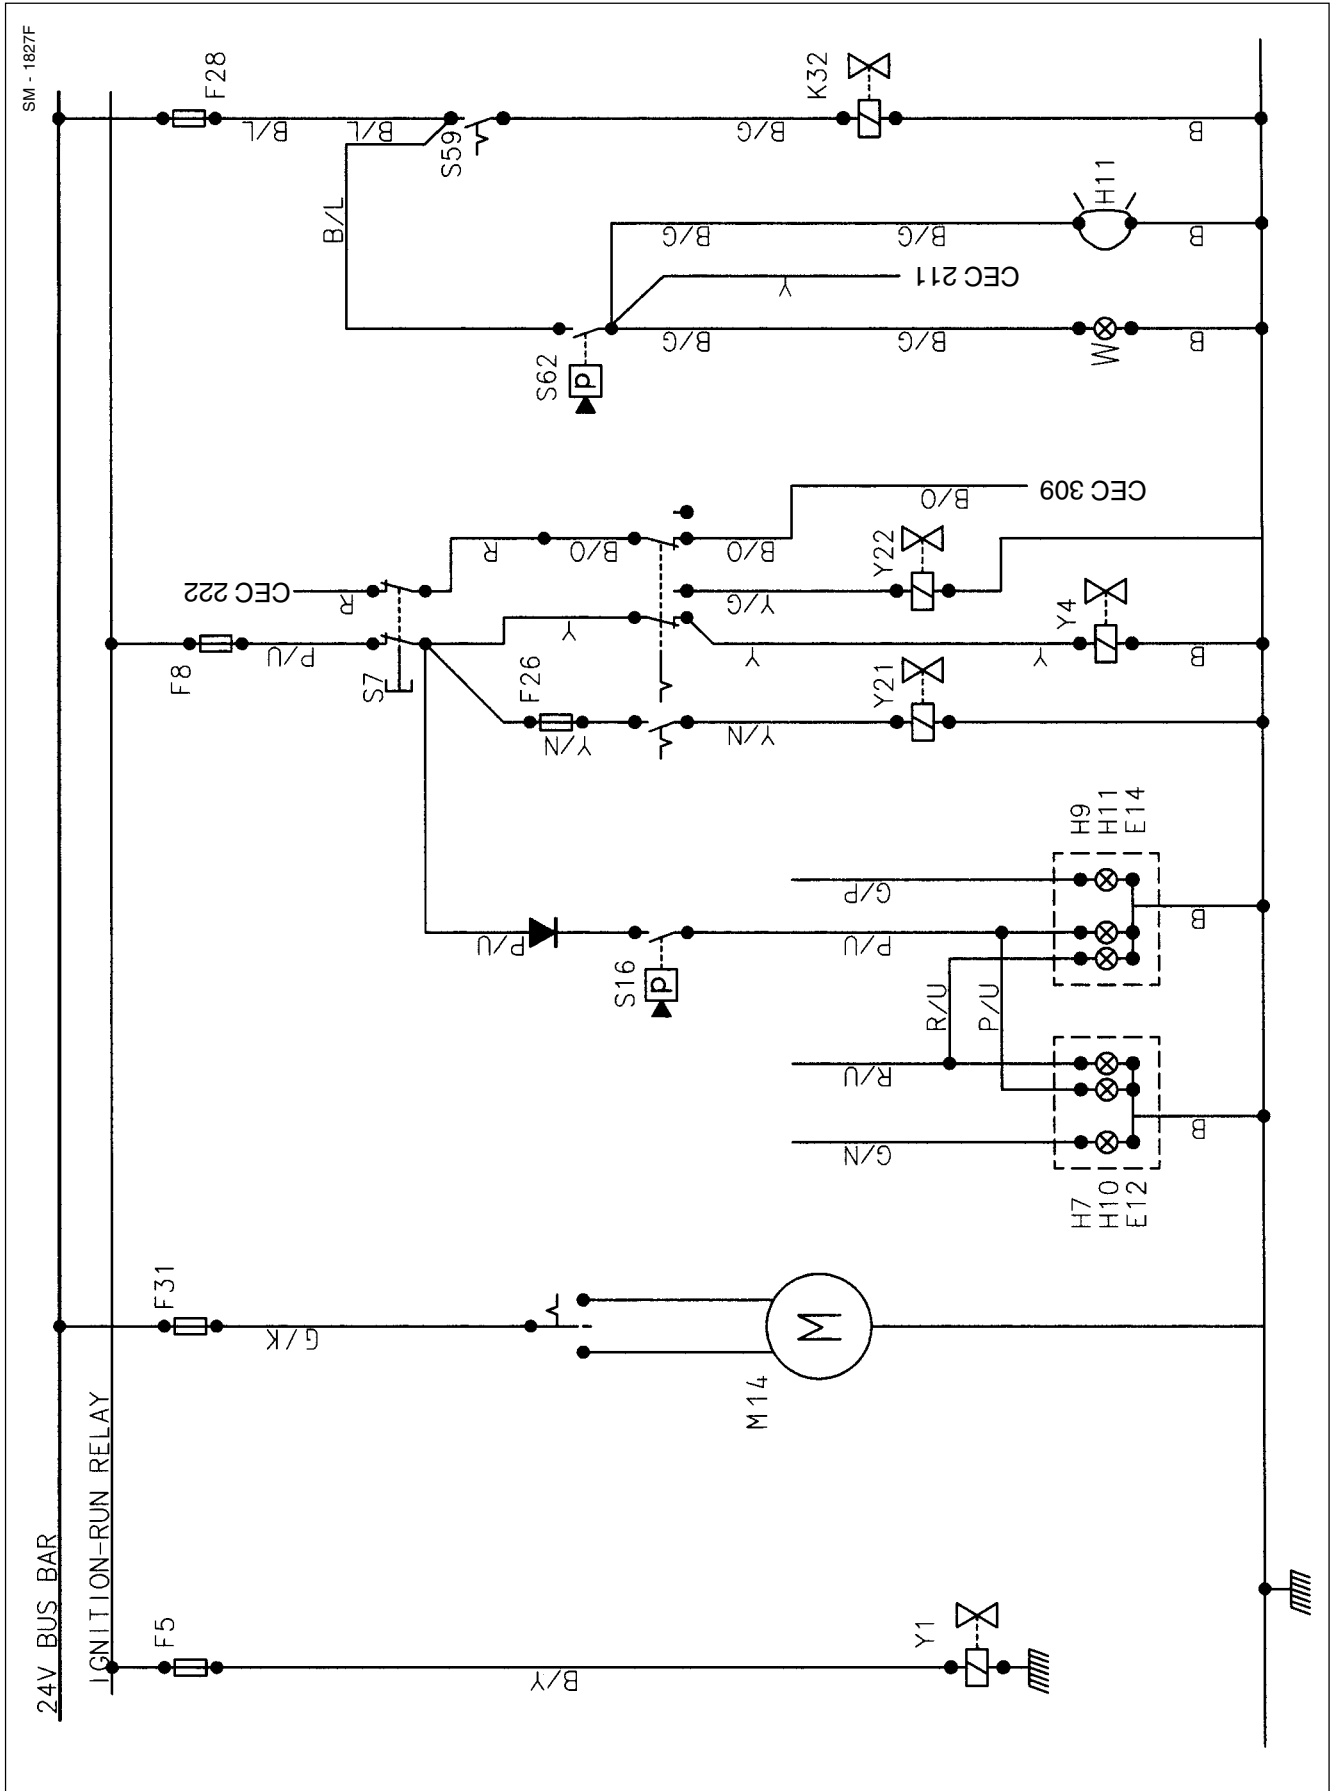 SM - 1827F
24V BUS BAR
IGNITION-RUN RELAY
F5
B/Y
Y1
F31
G/K
M14
M
H7
H10
E12
G/N
R/U
R/U
P/U
B
H9
H11
E14
G/P
P/U
P/U
S16
p
B
F8
P/U
S7
CEC 222
R
R
F26
Y/N
Y/N
Y21
Y
Y
Y
Y4
B
Y/G
Y22
B/O
B/O
B/O
CEC 309
S62
p
B/G
B/G
W
B
Y
CEC 211
B/G
B/G
H11
B
B/L
F28
B/L
B/L
S59
B/G
K32
B